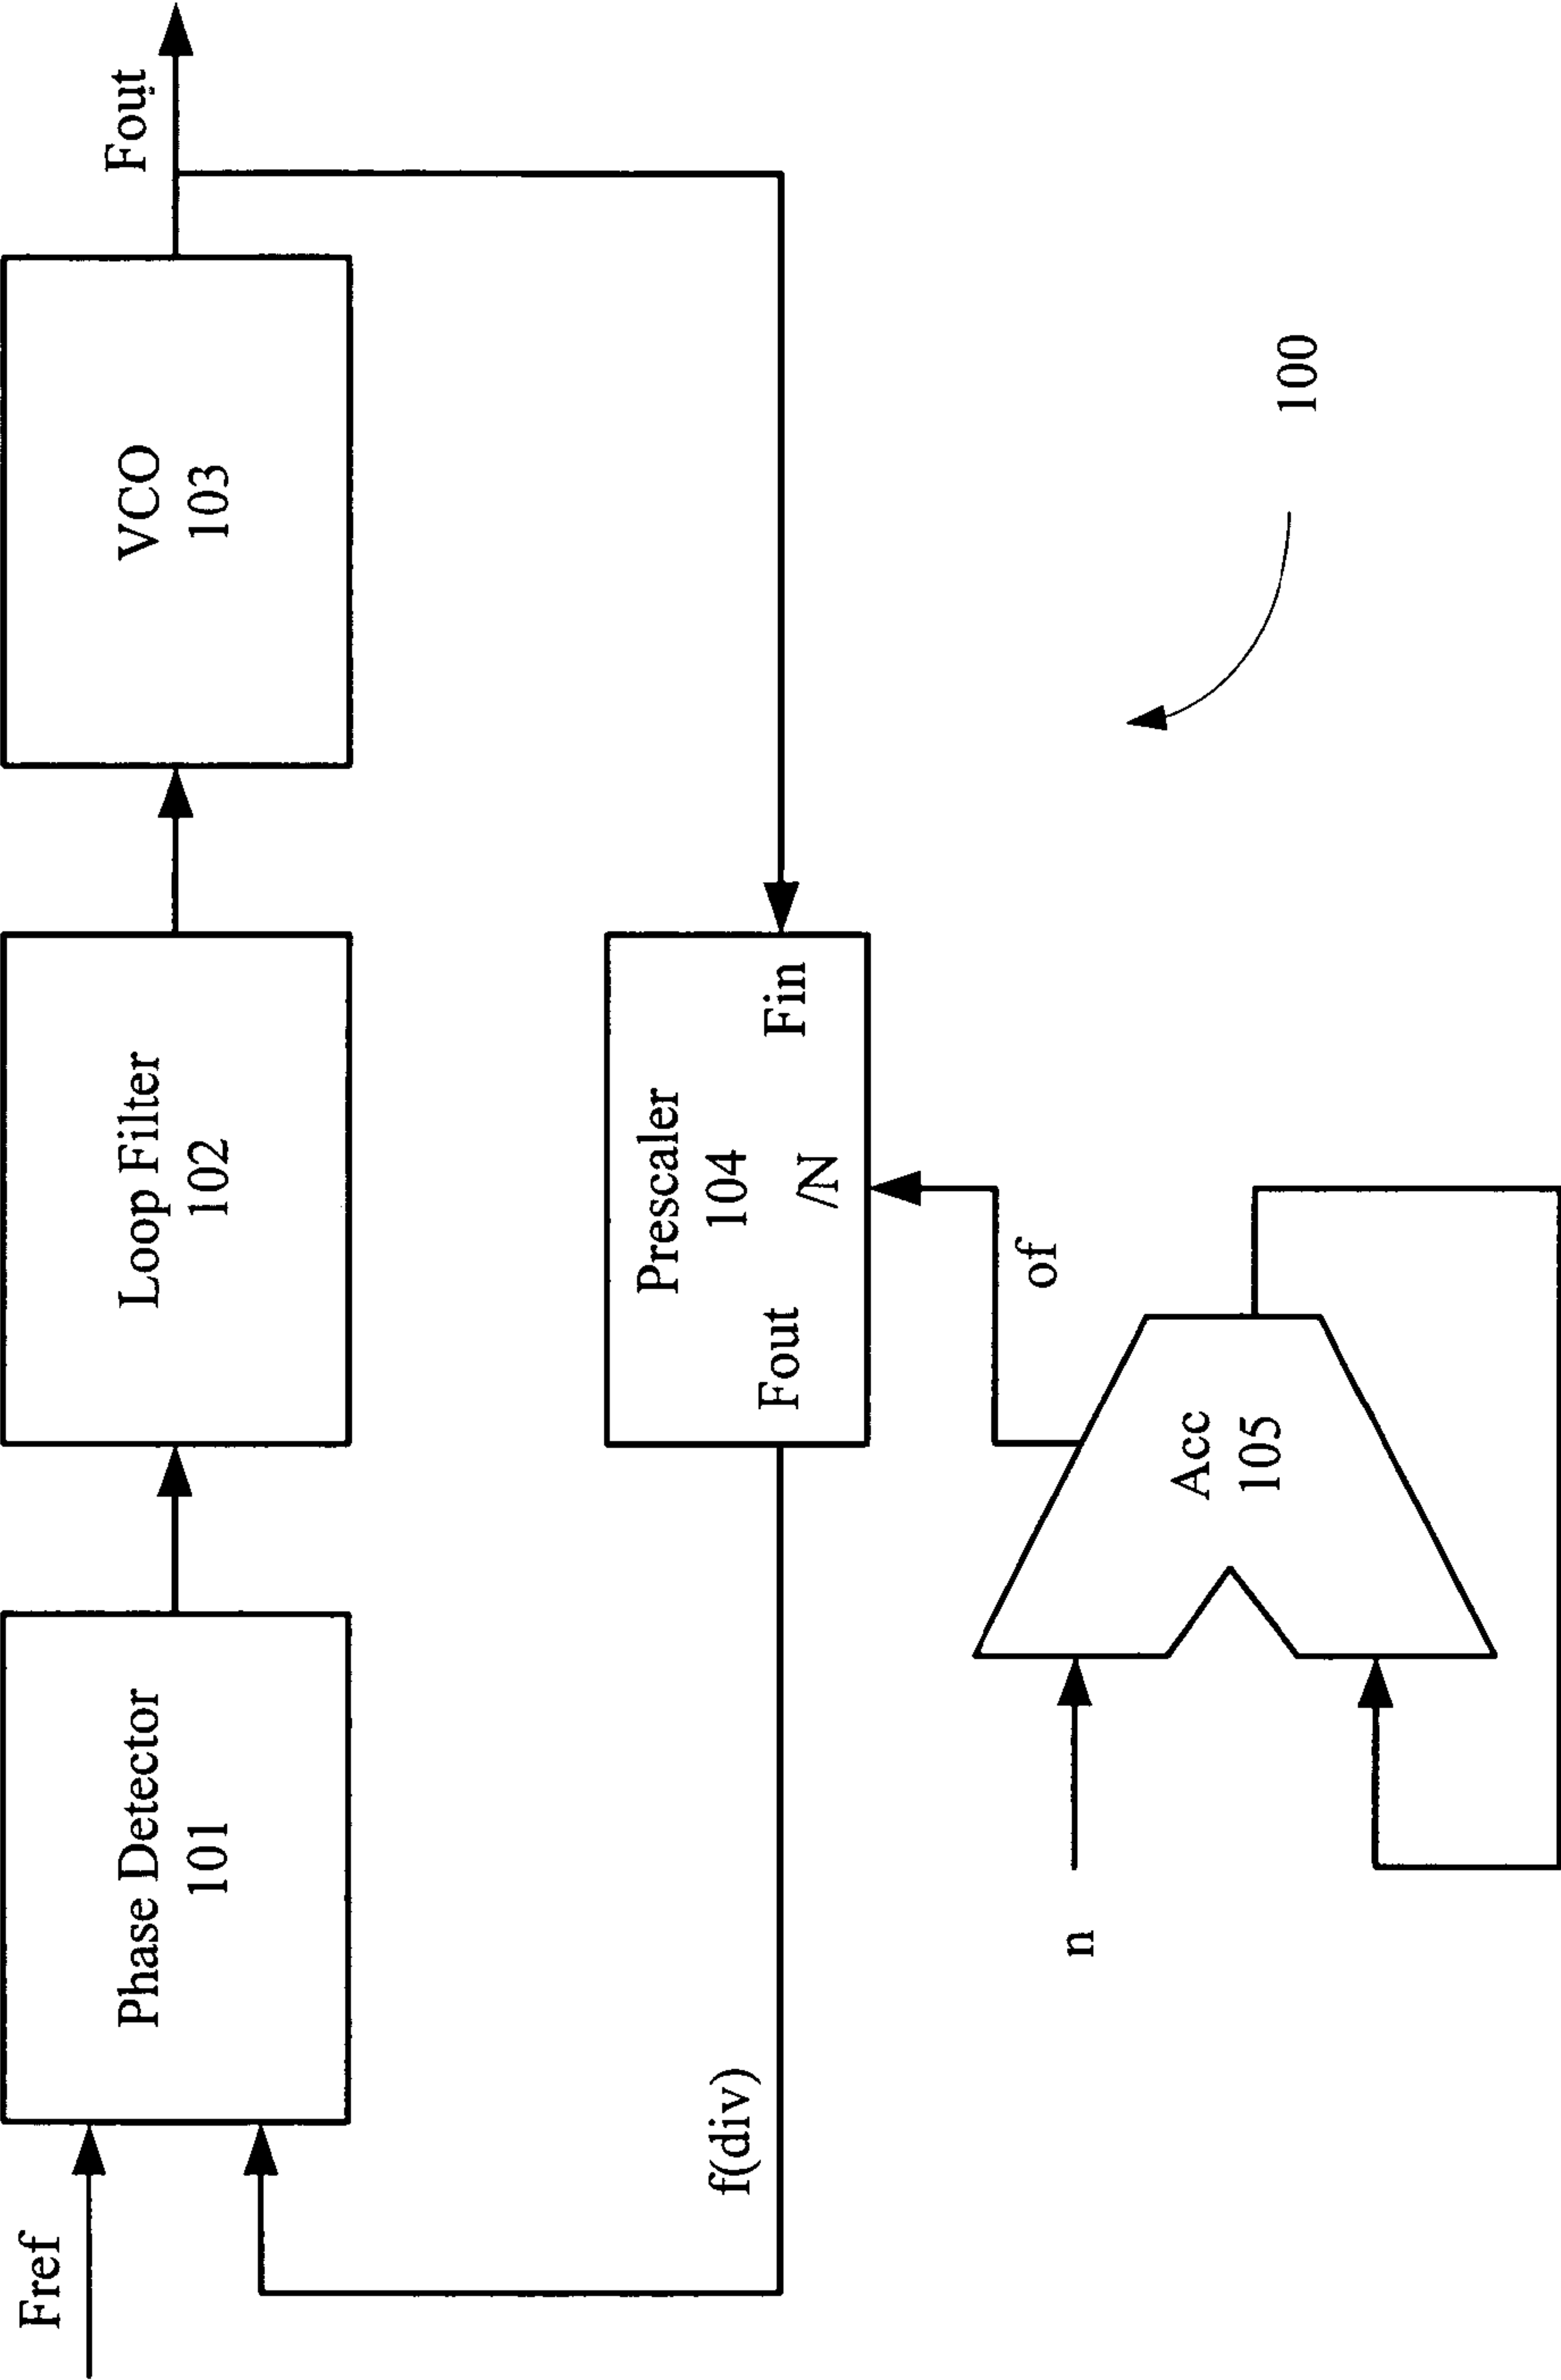 Fref
Phase Detector
101
Loop Filter
102
VCO
103
Fout
f(div)
Prescaler
104
Fout
/N
Fin
of
n
Acc
105
100